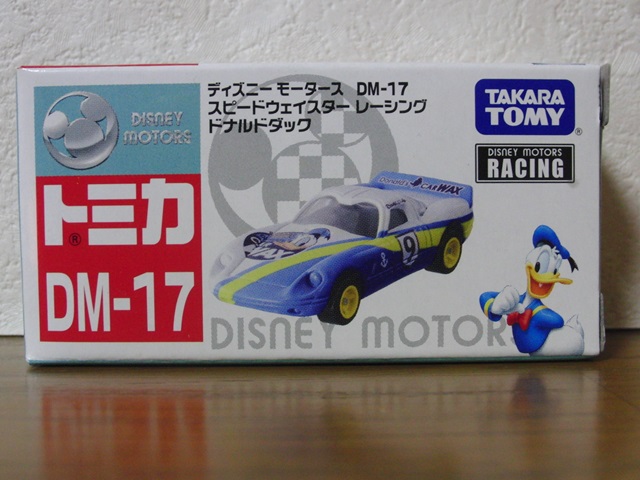 DISNEY
MOTORS
トミカ
®
DM-17
ディズニー モータース DM-17
スピードウェイスター レーシング
ドナルドダック
TAKARA
TOMY
®
DISNEY MOTORS
RACING
CAR WAX
9
DISNEY MOTORS